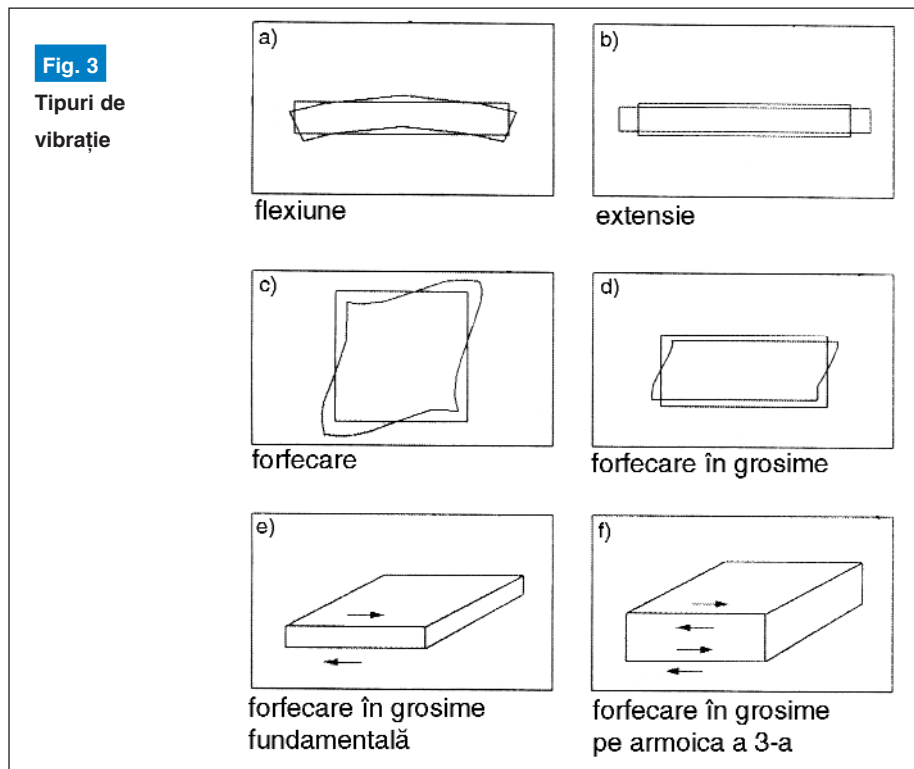 Fig. 3
Tipuri de
vibrație
a)
flexiune
b)
extensie
c)
forfecare
d)
forfecare în grosime
e)
forfecare în grosime
fundamentală
f)
forfecare în grosime
pe armoica a 3-a